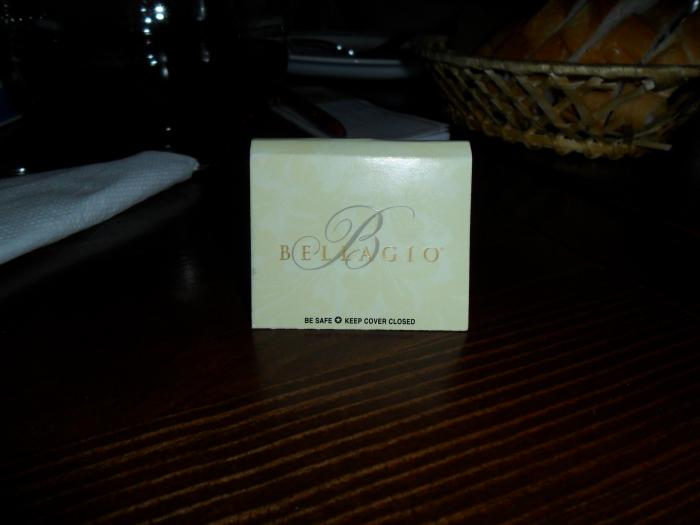 B
BELLAGIO®
BE SAFE ✪ KEEP COVER CLOSED